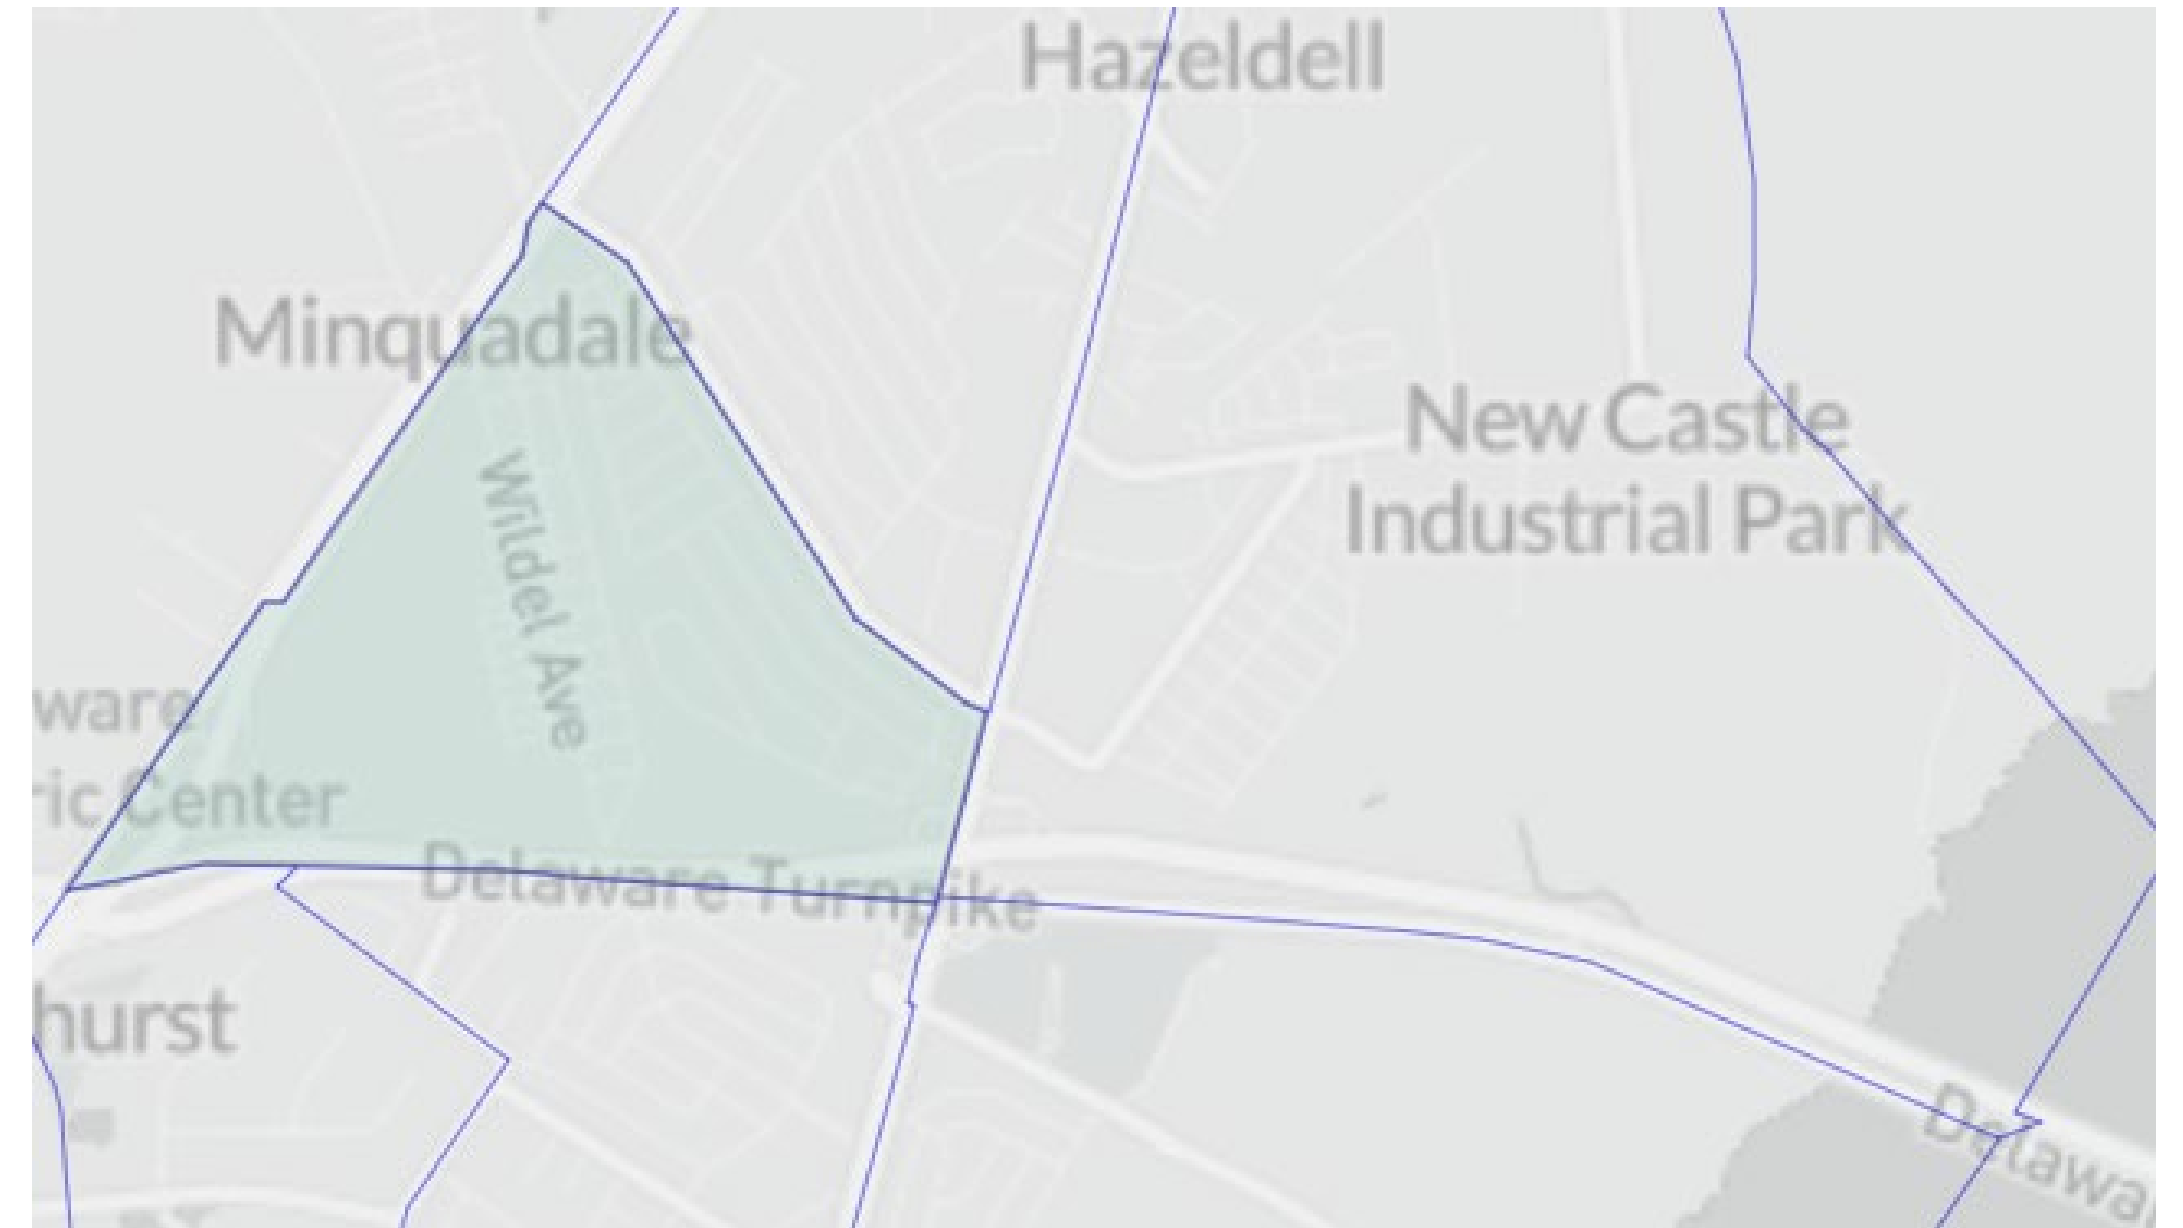 Hazeldell
Minquadale
New Castle
Industrial Park
Wildel Ave
ware
ric Center
Delaware Turnpike
hurst
Delawa